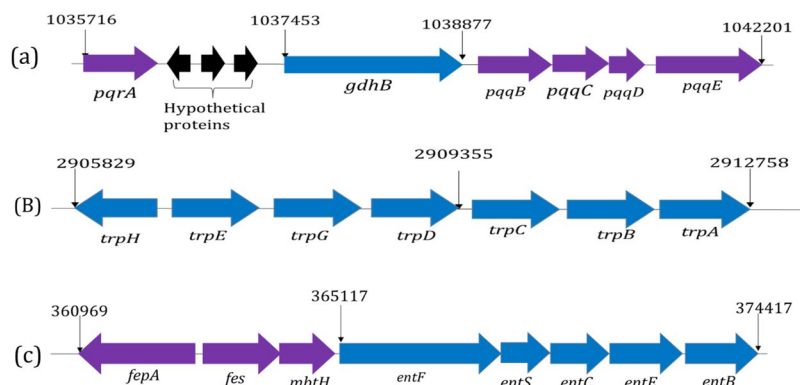 1035716 1037453 1038877 1042201
(a)
pqrA gdhB pqqB pqqC pqqD pqqE
Hypothetical
proteins
2905829 2909355 2912758
(B)
trpH trpE trpG trpD trpC trpB trpA
360969 365117 374417
(c)
fepA fes mbtH entF entS entC entE entB